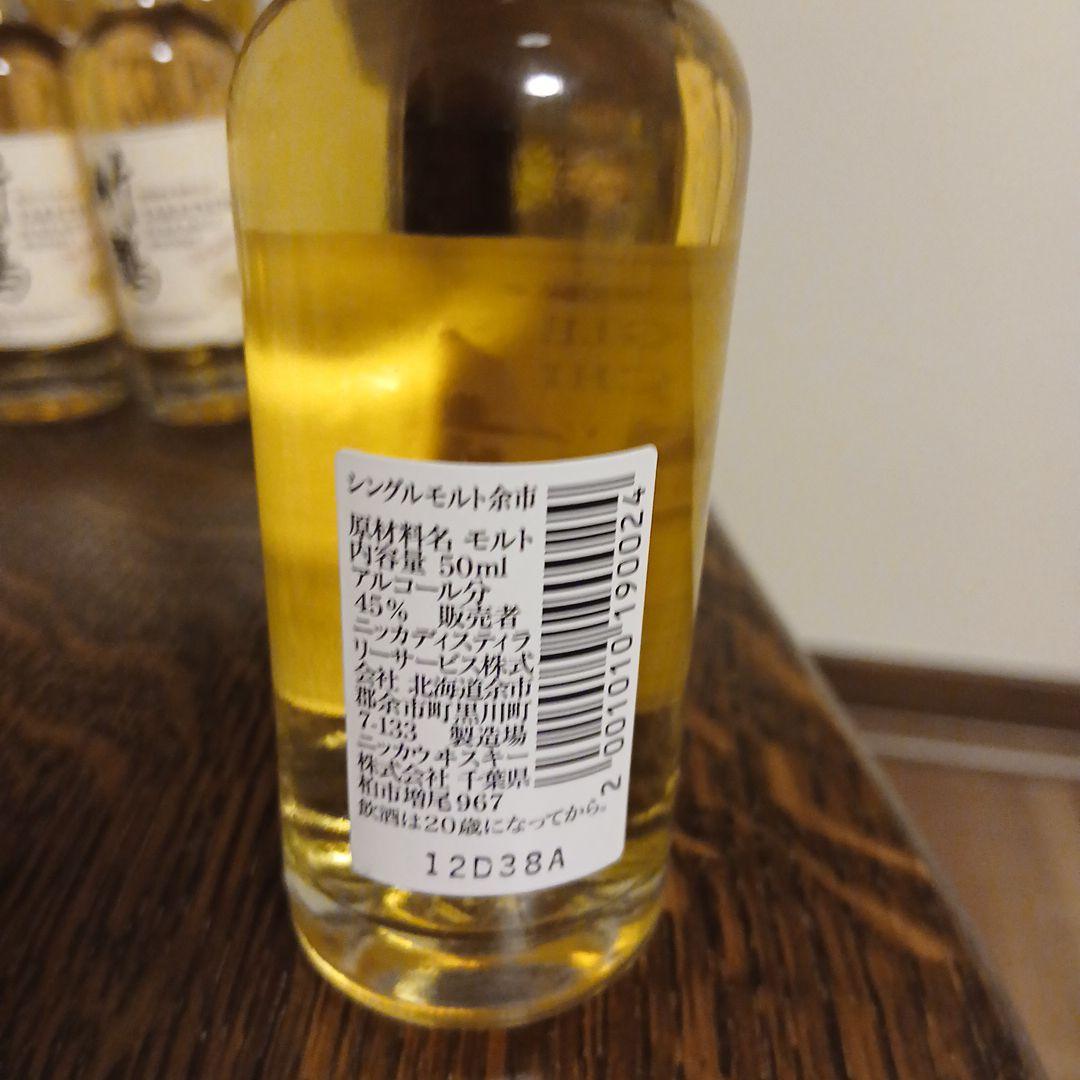 シングルモルト余市
原材料名 モルト
内容量 50ml
アルコール分
45% 販売者
ニッカディスティラ
リーサービス株式
会社 北海道余市
郡余市町黒川町
7-133 製造場
ニッカウヰスキー
株式会社 千葉県
柏市増尾967
飲酒は20歳になってから。
12D38A
2 001010 190024